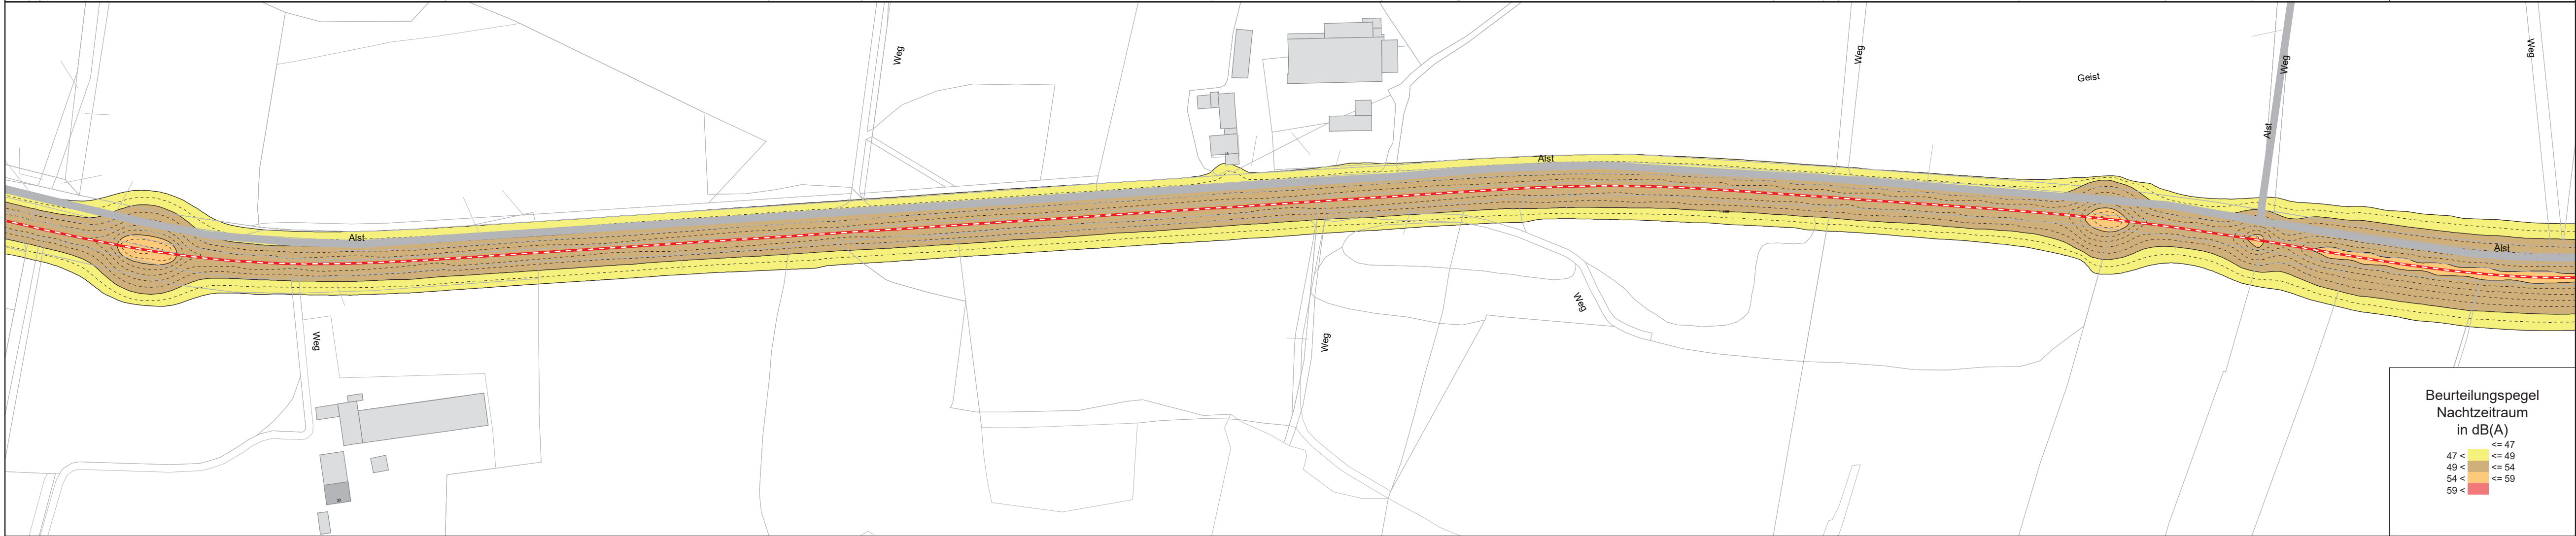 Weg
Weg
Geist
Weg
Weg
Alst
Alst
Alst
Alst
Weg
Weg
Weg
Beurteilungspegel
Nachtzeitraum
in dB(A)
<= 47
47 < <= 49
49 < <= 54
54 < <= 59
59 <